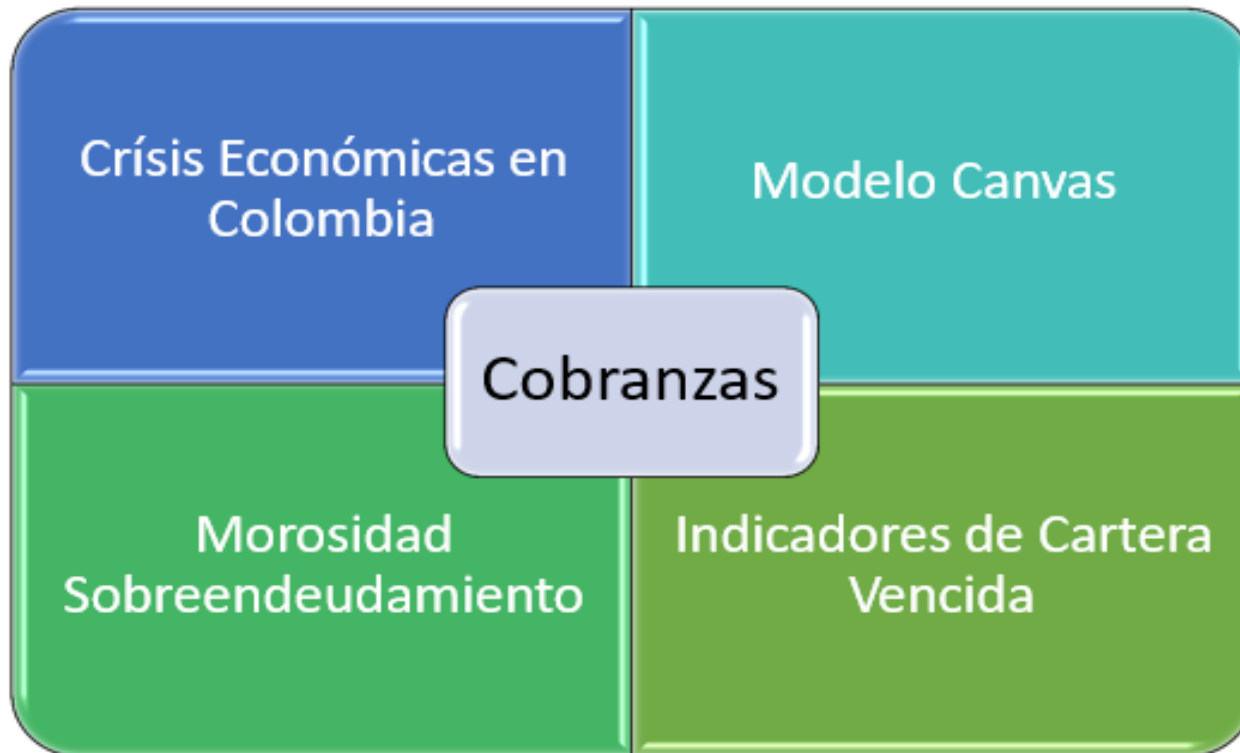 Crísis Económicas en
Colombia
Modelo Canvas
Cobranzas
Morosidad
Sobreendeudamiento
Indicadores de Cartera
Vencida